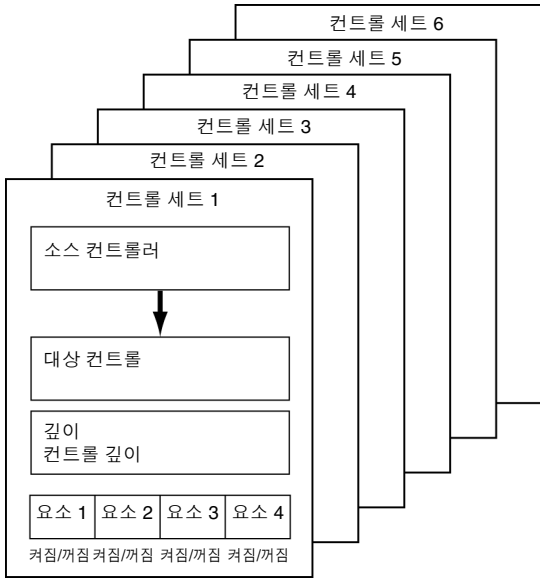 컨트롤 세트 6
컨트롤 세트 5
컨트롤 세트 4
컨트롤 세트 3
컨트롤 세트 2
컨트롤 세트 1
소스 컨트롤러
대상 컨트롤
깊이
컨트롤 깊이
요소 1 요소 2 요소 3 요소 4
켜짐/꺼짐 켜짐/꺼짐 켜짐/꺼짐 켜짐/꺼짐